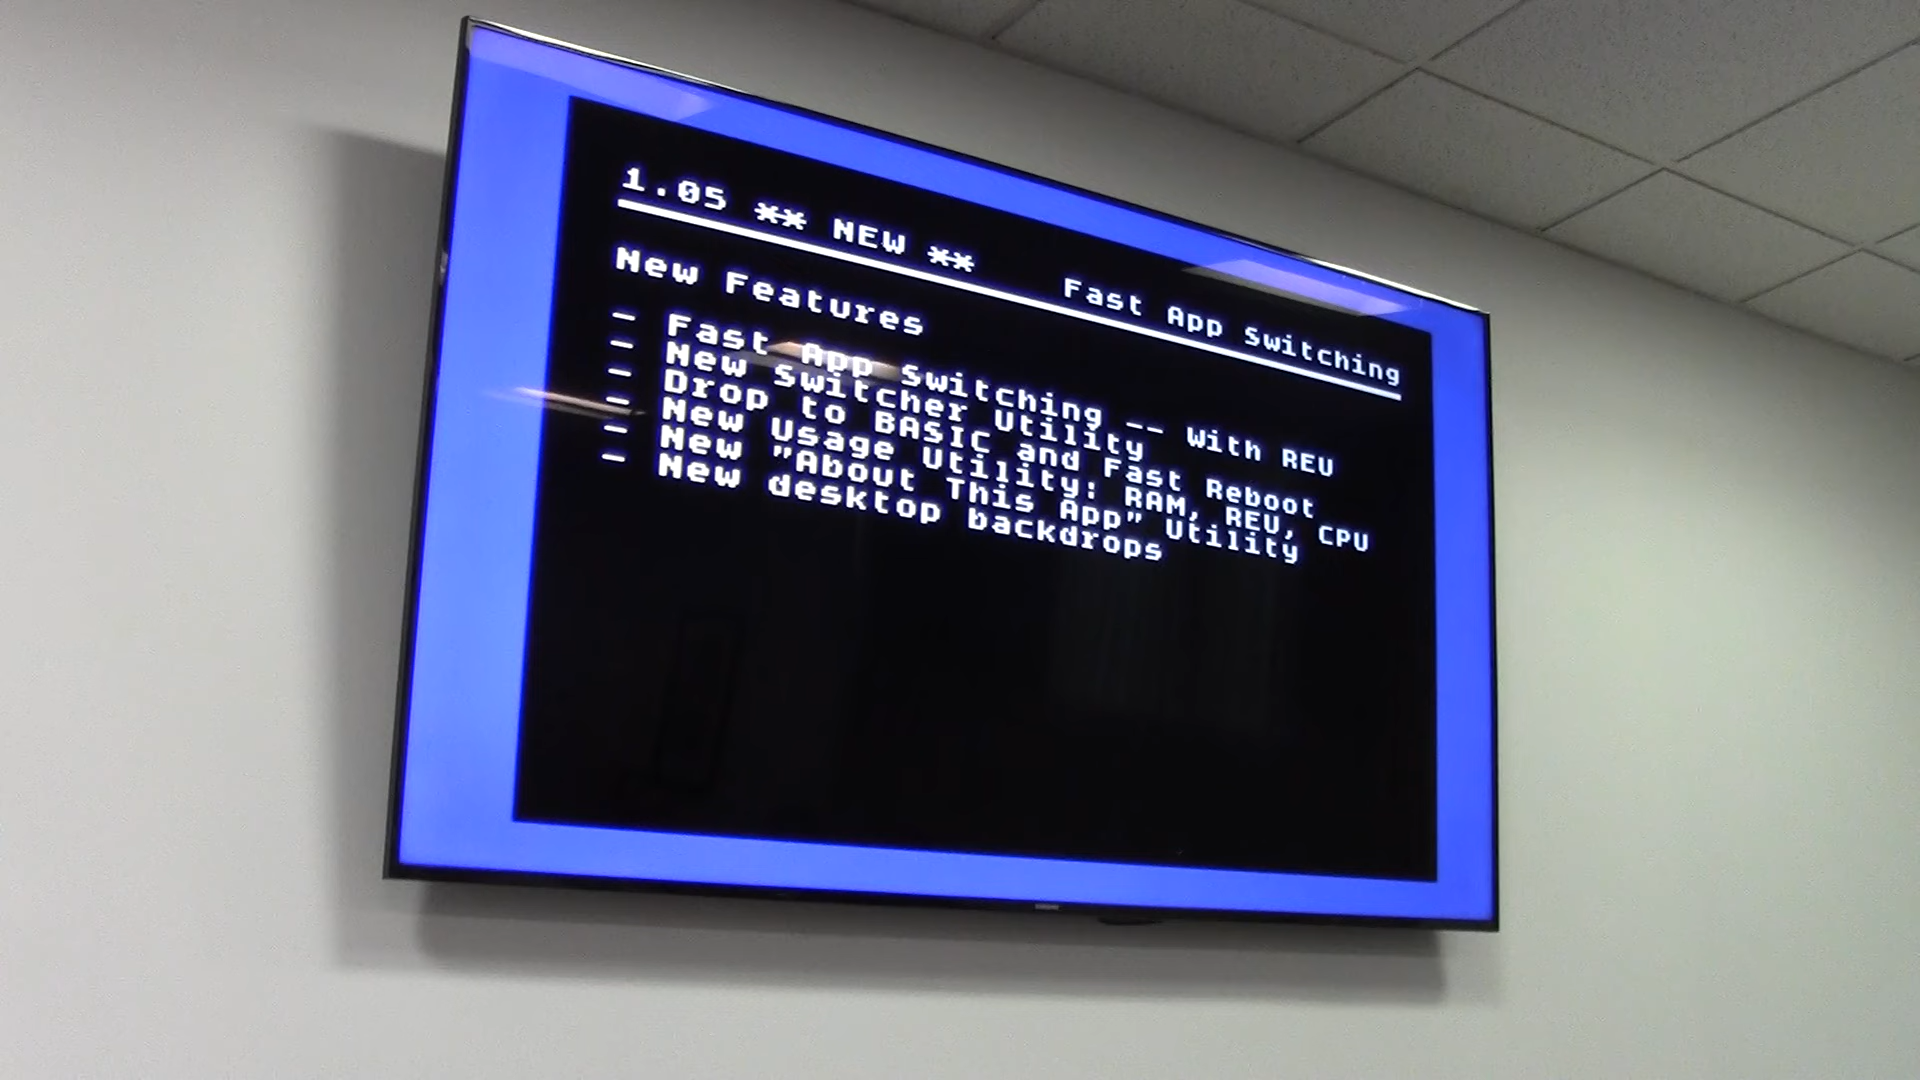 1.05 ** NEW ** Fast App Switching
New Features
- Fast App Switching -- With REU
- New Switcher Utility
- Drop to BASIC and Fast Reboot
- New Usage Utility: RAM, REU, CPU
- New "About This App" Utility
- New desktop backdrops